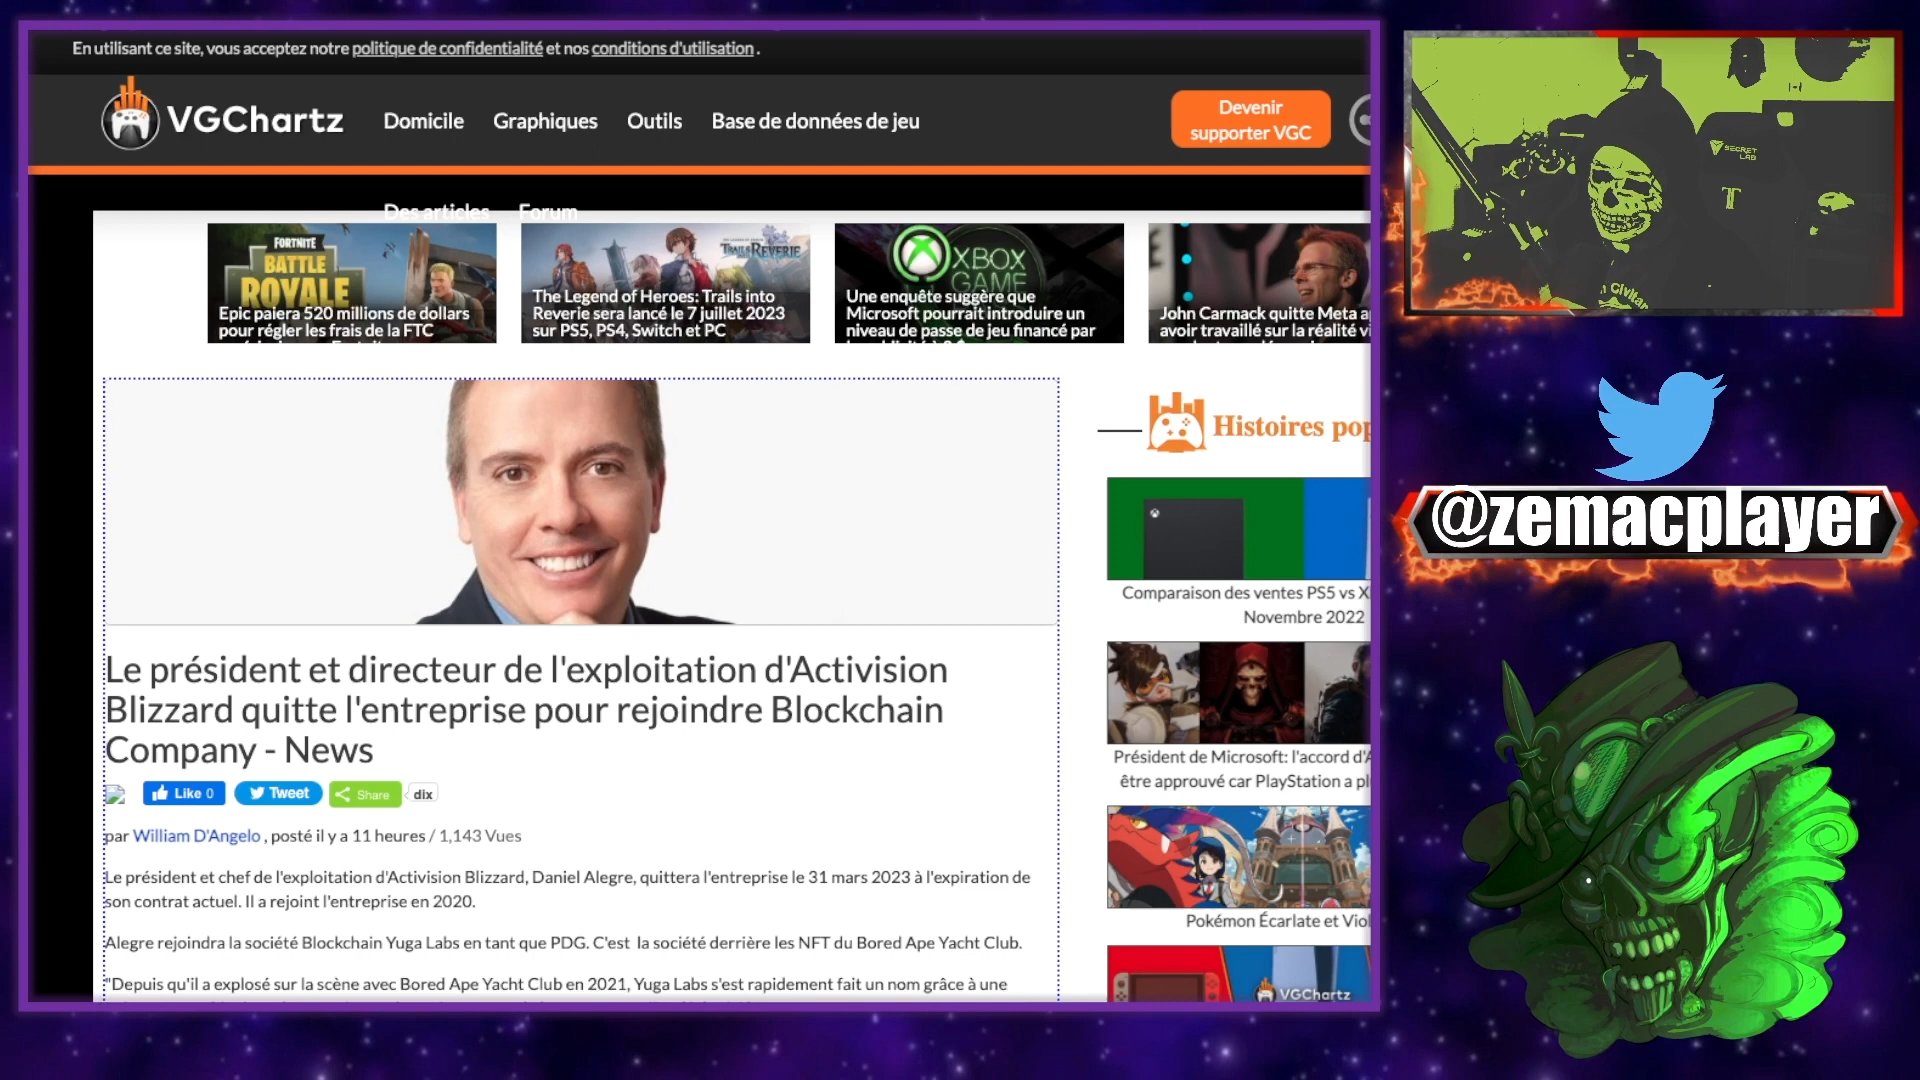 En utilisant ce site, vous acceptez notre politique de confidentialité et nos conditions d'utilisation .
VGChartz
Domicile
Graphiques
Outils
Base de données de jeu
Devenir
supporter VGC
Des articles
Forum
FORTNITE
BATTLE
ROYALE
Epic paiera 520 millions de dollars
pour régler les frais de la FTC
TRAILS REVERIE
The Legend of Heroes: Trails into
Reverie sera lancé le 7 juillet 2023
sur PS5, PS4, Switch et PC
XBOX
GAME
Une enquête suggère que
Microsoft pourrait introduire un
niveau de passe de jeu financé par
John Carmack quitte Meta
avoir travaillé sur la réalité
Histoires
Comparaison des ventes PS5 vs
Novembre 2022
Président de Microsoft: l'accord
être approuvé car PlayStation a
Pokémon Écarlate et
VGChartz
Le président et directeur de l'exploitation d'Activision
Blizzard quitte l'entreprise pour rejoindre Blockchain
Company - News
Like 0
Tweet
Share
dix
par William D'Angelo , posté il y a 11 heures / 1,143 Vues
Le président et chef de l'exploitation d'Activision Blizzard, Daniel Alegre, quittera l'entreprise le 31 mars 2023 à l'expiration de
son contrat actuel. Il a rejoint l'entreprise en 2020.
Alegre rejoindra la société Blockchain Yuga Labs en tant que PDG. C'est la société derrière les NFT du Bored Ape Yacht Club.
"Depuis qu'il a explosé sur la scène avec Bored Ape Yacht Club en 2021, Yuga Labs s'est rapidement fait un nom grâce à une
SECRET
LAB
@zemacplayer